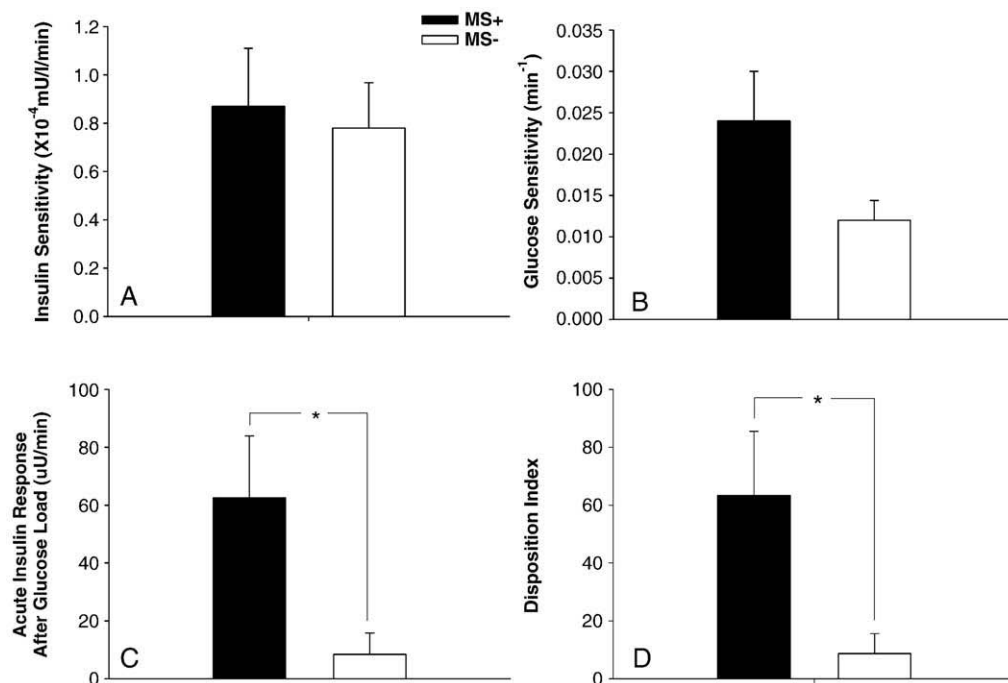 MS+
MS-
Insulin Sensitivity (X10⁻⁴mU/l/min)
1.2
1.0
0.8
0.6
0.4
0.2
0.0
A
Glucose Sensitivity (min⁻¹)
0.035
0.030
0.025
0.020
0.015
0.010
0.005
0.000
B
Acute Insulin Response
After Glucose Load (uU/min)
100
80
60
40
20
0
*
C
Disposition Index
100
80
60
40
20
0
*
D